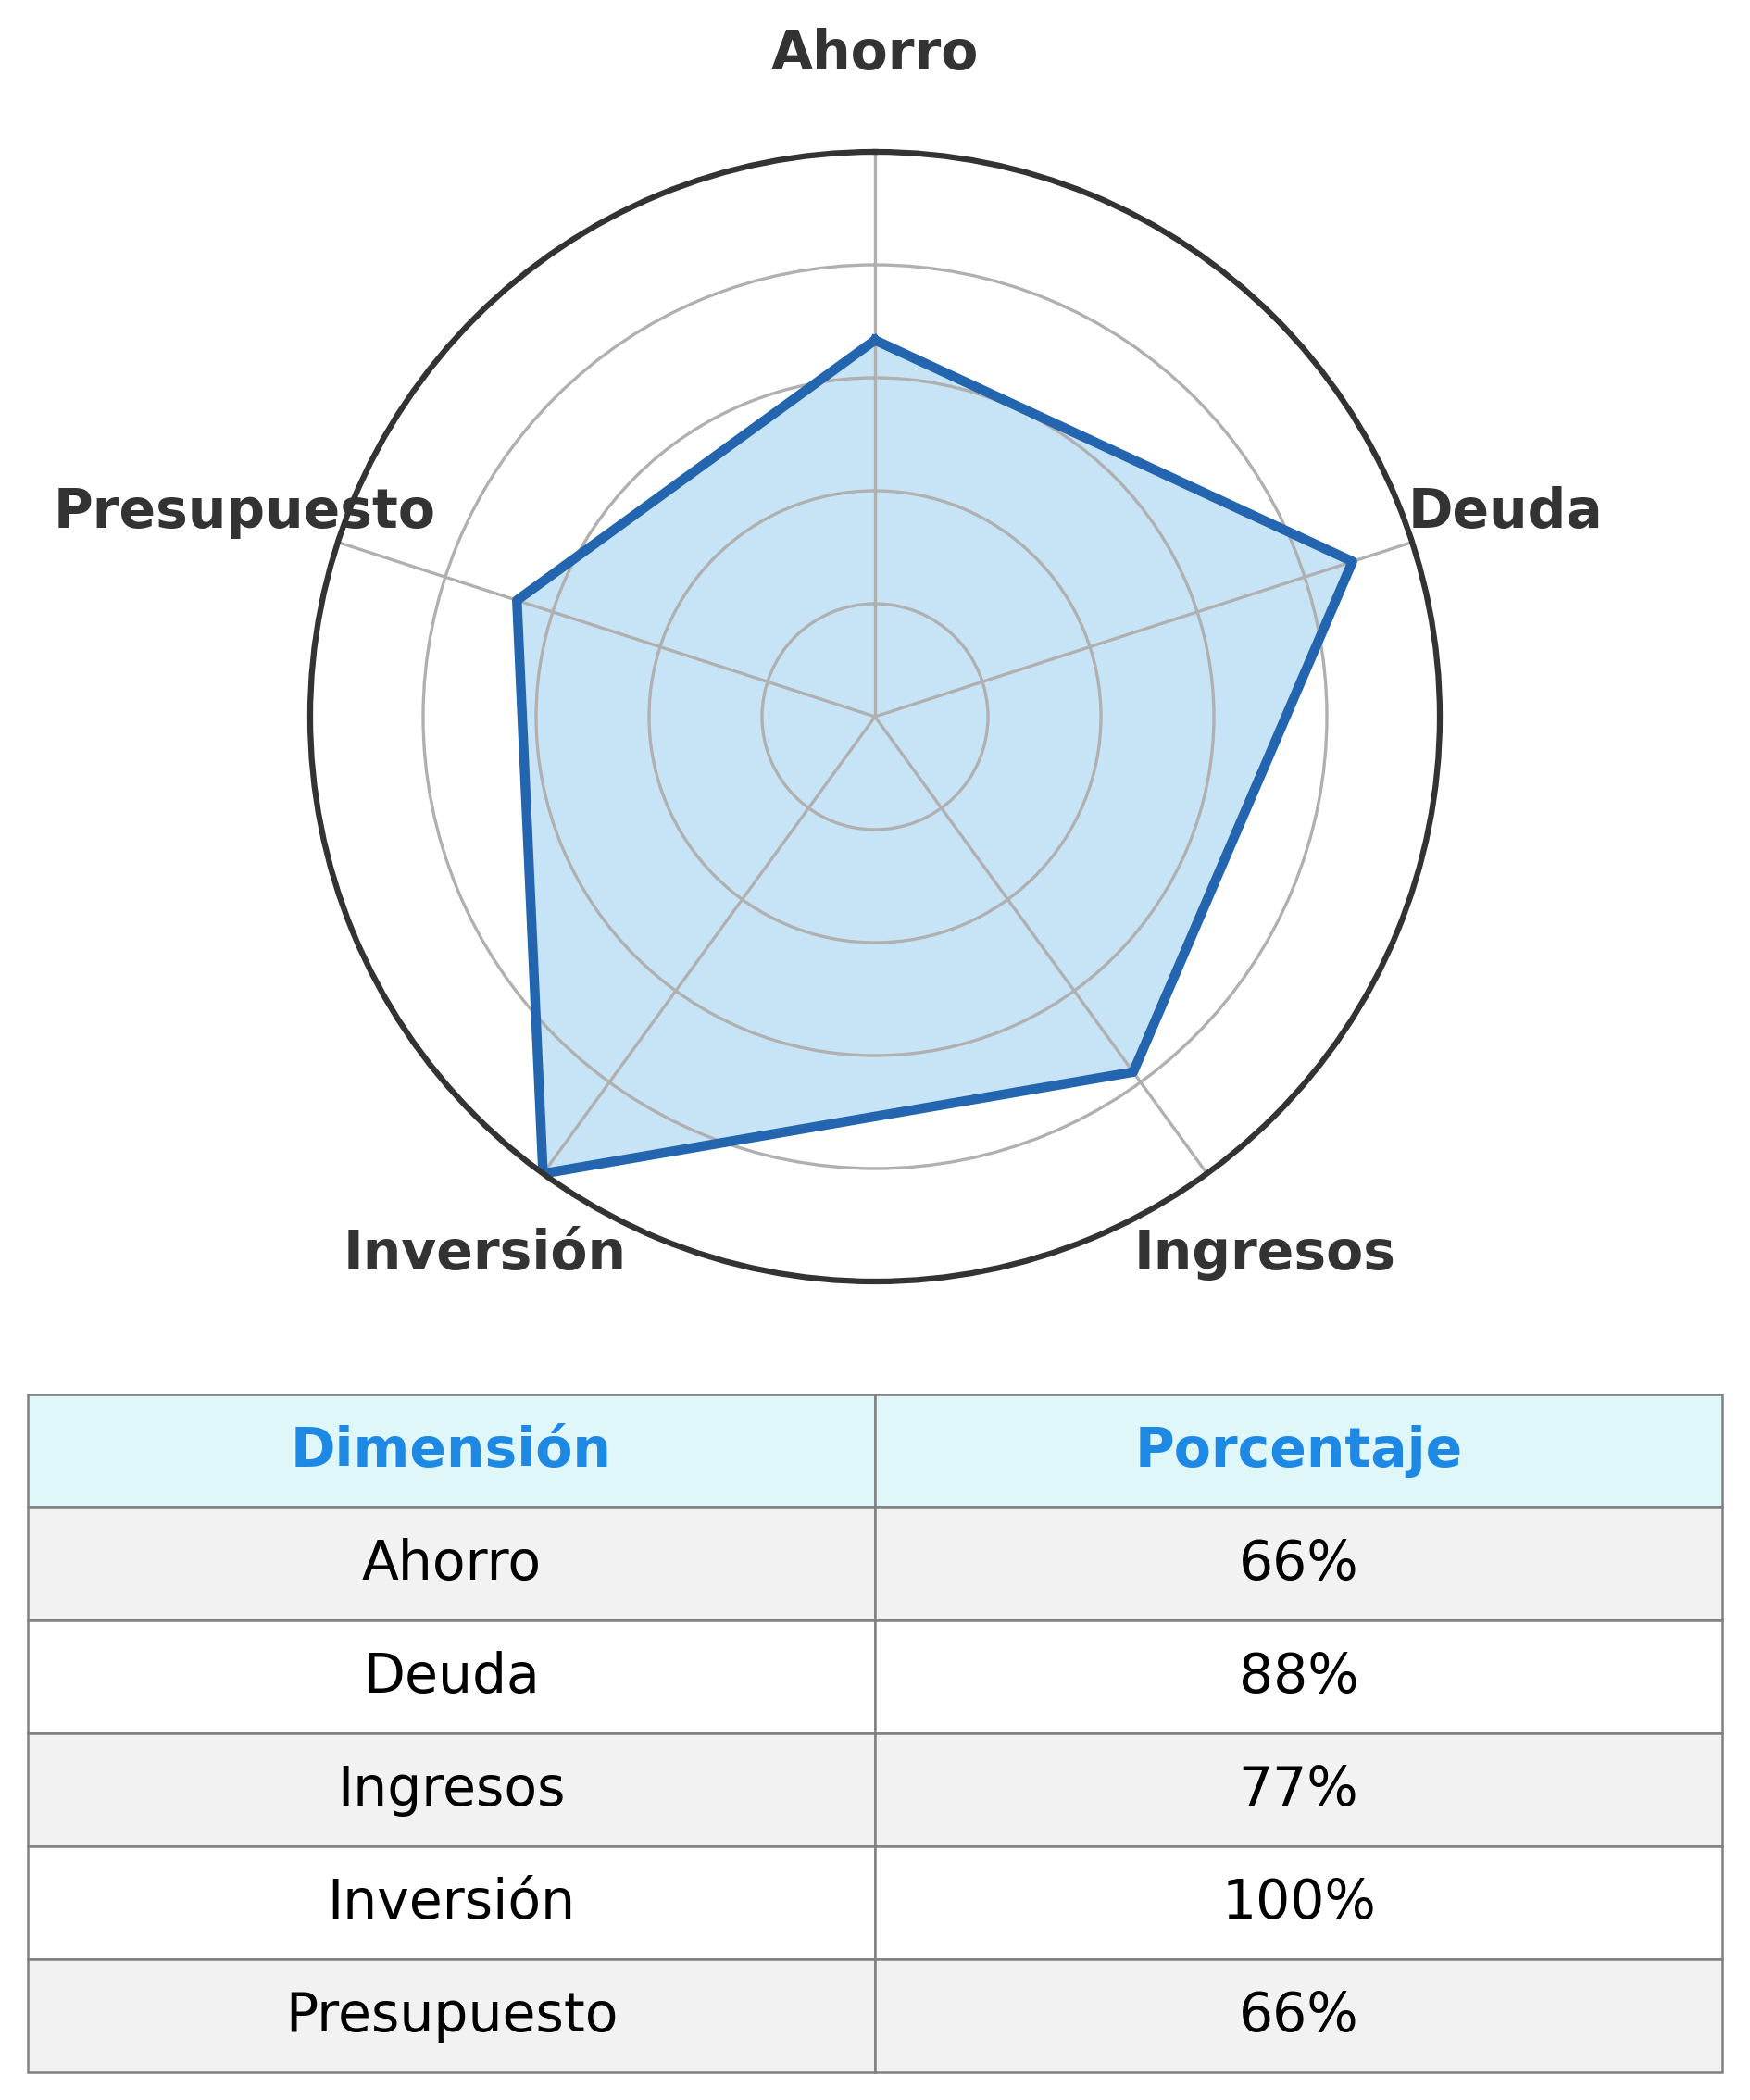 Ahorro
Presupuesto
Deuda
Inversión
Ingresos
Dimensión Porcentaje
Ahorro 66%
Deuda 88%
Ingresos 77%
Inversión 100%
Presupuesto 66%